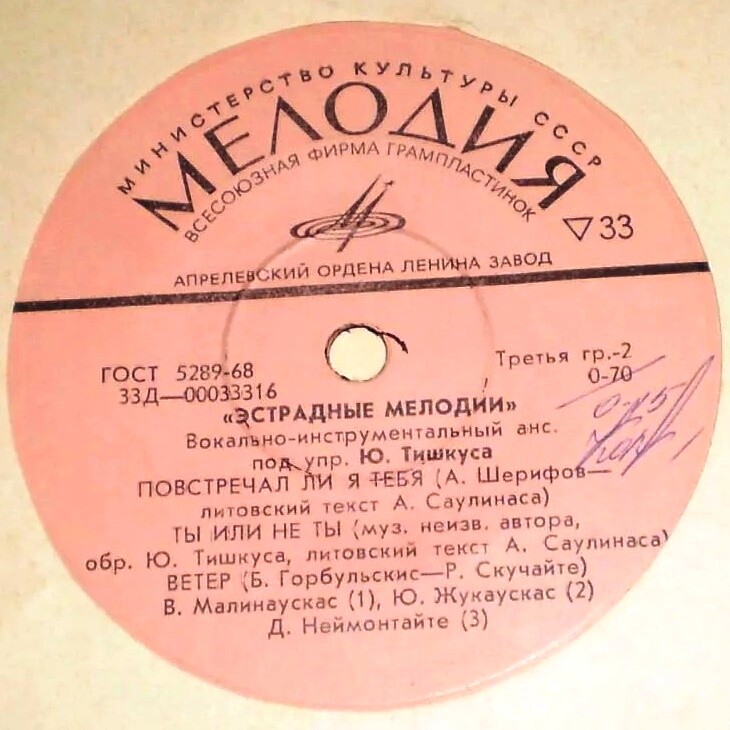 МИНИСТЕРСТВО КУЛЬТУРЫ СССР
МЕЛОДИЯ
ВСЕСОЮЗНАЯ ФИРМА ГРАМПЛАСТИНОК
33
АПРЕЛЕВСКИЙ ОРДЕНА ЛЕНИНА ЗАВОД
ГОСТ 5289-68
33Д—00033316
Третья гр.-2
0-70
«ЭСТРАДНЫЕ МЕЛОДИИ»
Вокально-инструментальный анс.
под упр. Ю. Тишкуса
ПОВСТРЕЧАЛ ЛИ Я ТЕБЯ (А. Шерифов—
литовский текст А. Саулинаса)
ТЫ ИЛИ НЕ ТЫ (муз. неизв. автора,
обр. Ю. Тишкуса, литовский текст А. Саулинаса)
ВЕТЕР (Б. Горбульскис—Р. Скучайте)
В. Малинаускас (1), Ю. Жукаускас (2)
Д. Неймонтайте (3)